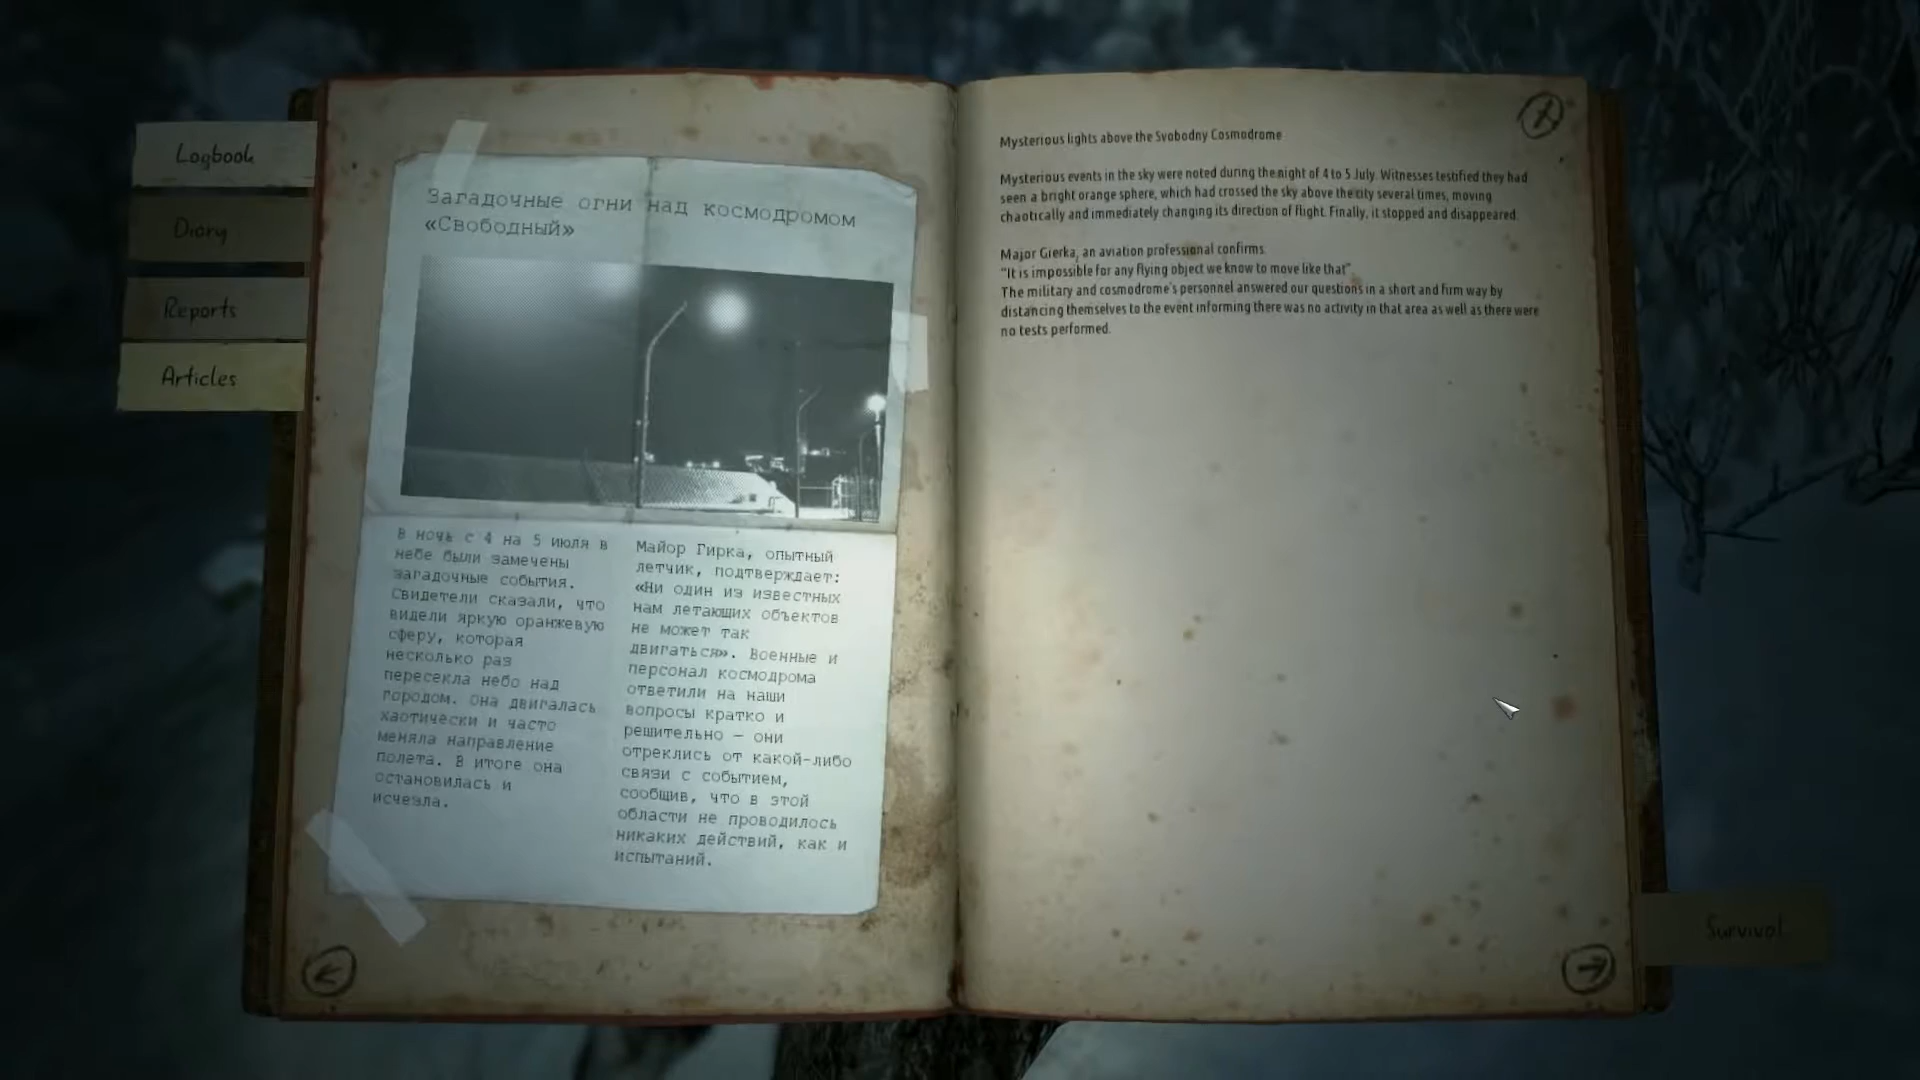 Logbook
Diary
Reports
Articles
Загадочные огни над космодромом
«Свободный»
В ночь с 4 на 5 июля в
небе были замечены
загадочные события.
Свидетели сказали, что
видели яркую оранжевую
сферу, которая
несколько раз
пересекла небо над
городом. Она двигалась
хаотически и часто
меняла направление
полета. В итоге она
остановилась и
исчезла.
Майор Гирка, опытный
летчик, подтверждает:
«Ни один из известных
нам летающих объектов
не может так
двигаться». Военные и
персонал космодрома
ответили на наши
вопросы кратко и
решительно – они
отреклись от какой-либо
связи с событием,
сообщив, что в этой
области не проводилось
никаких действий, как и
испытаний.
Mysterious lights above the Svobodny Cosmodrome
Mysterious events in the sky were noted during the night of 4 to 5 July. Witnesses testified they had
seen a bright orange sphere, which had crossed the sky above the city several times, moving
chaotically and immediately changing its direction of flight. Finally, it stopped and disappeared.
Major Gierka, an aviation professional confirms.
"It is impossible for any flying object we know to move like that"
The military and cosmodrome's personnel answered our questions in a short and firm way by
distancing themselves to the event informing there was no activity in that area as well as there were
no tests performed.
Survival